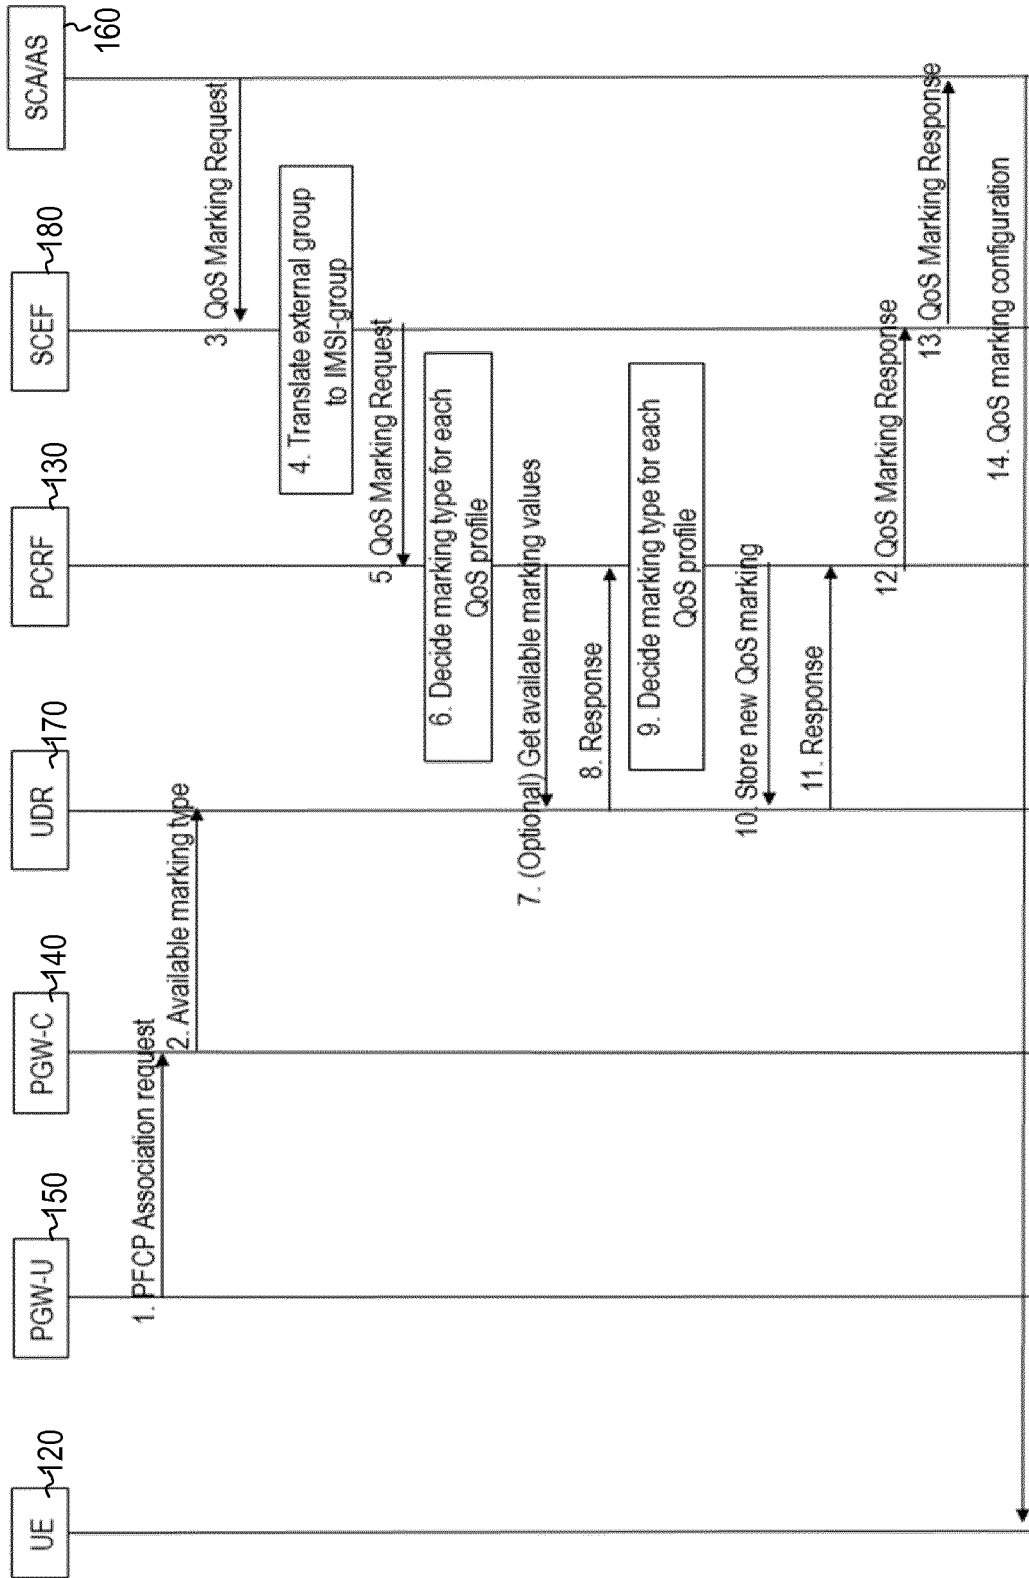 UE
120
PGW-U
150
PGW-C
140
UDR
170
PCRF
130
SCEF
180
SCA/AS
160
1. PFCP Association request
2. Available marking type
3. QoS Marking Request
4. Translate external group
to IMSI-group
5. QoS Marking Request
6. Decide marking type for each
QoS profile
7. (Optional) Get available marking values
8. Response
9. Decide marking type for each
QoS profile
10. Store new QoS marking
11. Response
12. QoS Marking Response
13. QoS Marking Response
14. QoS marking configuration